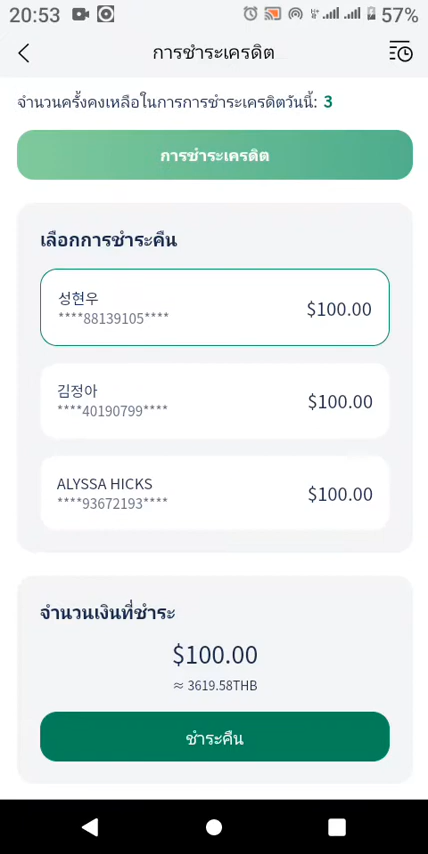 20:53 57%
การชำระเครดิต
จำนวนครั้งคงเหลือในการการชำระเครดิตวันนี้: 3
การชำระเครดิต
เลือกการชำระคืน
성현우
$100.00
****88139105****
김정아
$100.00
****40190799****
ALYSSA HICKS
$100.00
****93672193****
จำนวนเงินที่ชำระ
$100.00
≈ 3619.58THB
ชำระคืน